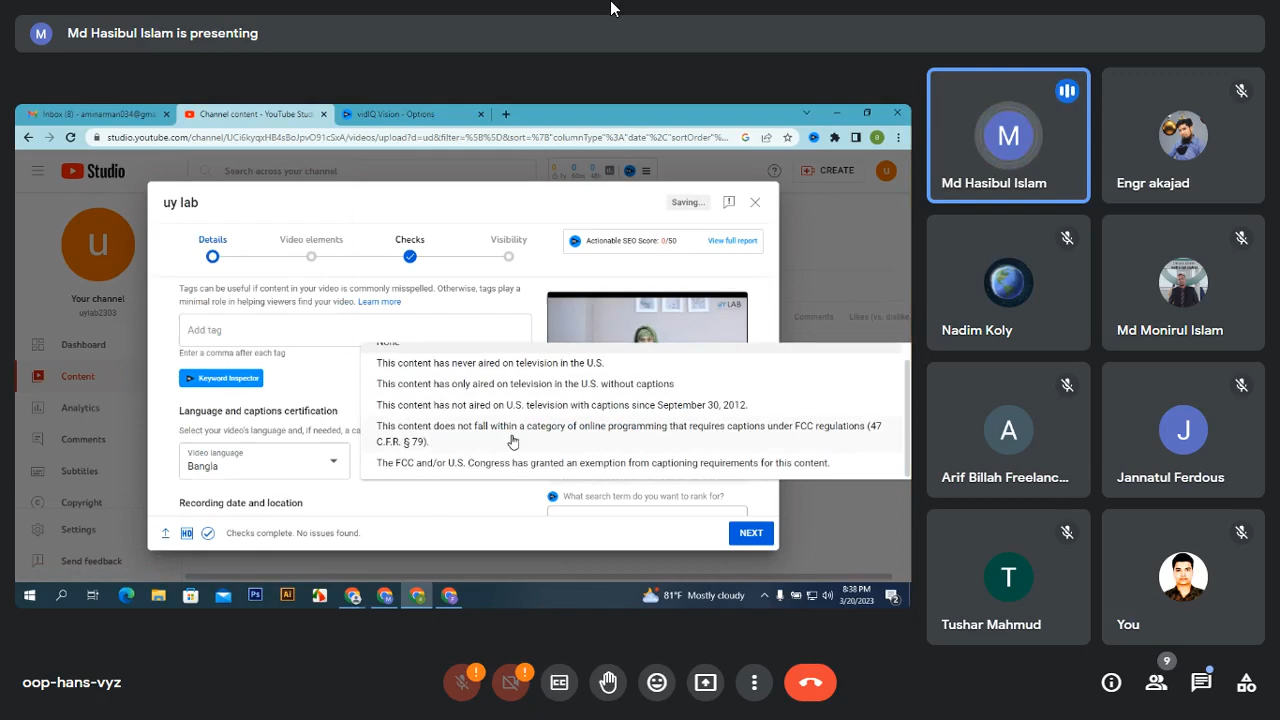 M
Md Hasibul Islam is presenting
Inbox (8) - aminarman034@gma
Channel content - YouTube Stud
vidIQ Vision - Options
studio.youtube.com/channel/UCi6kyqxHB4sBoJpvO91cSxA/videos/upload?d=ud&filter=%5B%5D&sort=%7B"columnType"%3A"date"%2C"sortOrder"...
Studio
Search across your channel
CREATE
u
u
Your channel
uylab2303
Dashboard
Content
Analytics
Comments
Subtitles
Copyright
Settings
Send feedback
Comments
Likes (vs. dislike
uy lab
Saving...
Details
Video elements
Checks
Visibility
Actionable SEO Score: 0/50
View full report
Tags can be useful if content in your video is commonly misspelled. Otherwise, tags play a
minimal role in helping viewers find your video. Learn more
Add tag
Enter a comma after each tag
Keyword Inspector
Language and captions certification
Select your video's language and, if needed, a ca
Video language
Bangla
Recording date and location
UY LAB
None
This content has never aired on television in the U.S.
This content has only aired on television in the U.S. without captions
This content has not aired on U.S. television with captions since September 30, 2012.
This content does not fall within a category of online programming that requires captions under FCC regulations (47
C.F.R. § 79).
The FCC and/or U.S. Congress has granted an exemption from captioning requirements for this content.
What search term do you want to rank for?
HD
Checks complete. No issues found.
NEXT
Ps
Ai
81°F Mostly cloudy
8:38 PM
3/20/2023
2
M
Md Hasibul Islam
Engr akajad
Nadim Koly
Md Monirul Islam
A
Arif Billah Freelanc...
J
Jannatul Ferdous
T
Tushar Mahmud
You
oop-hans-vyz
9